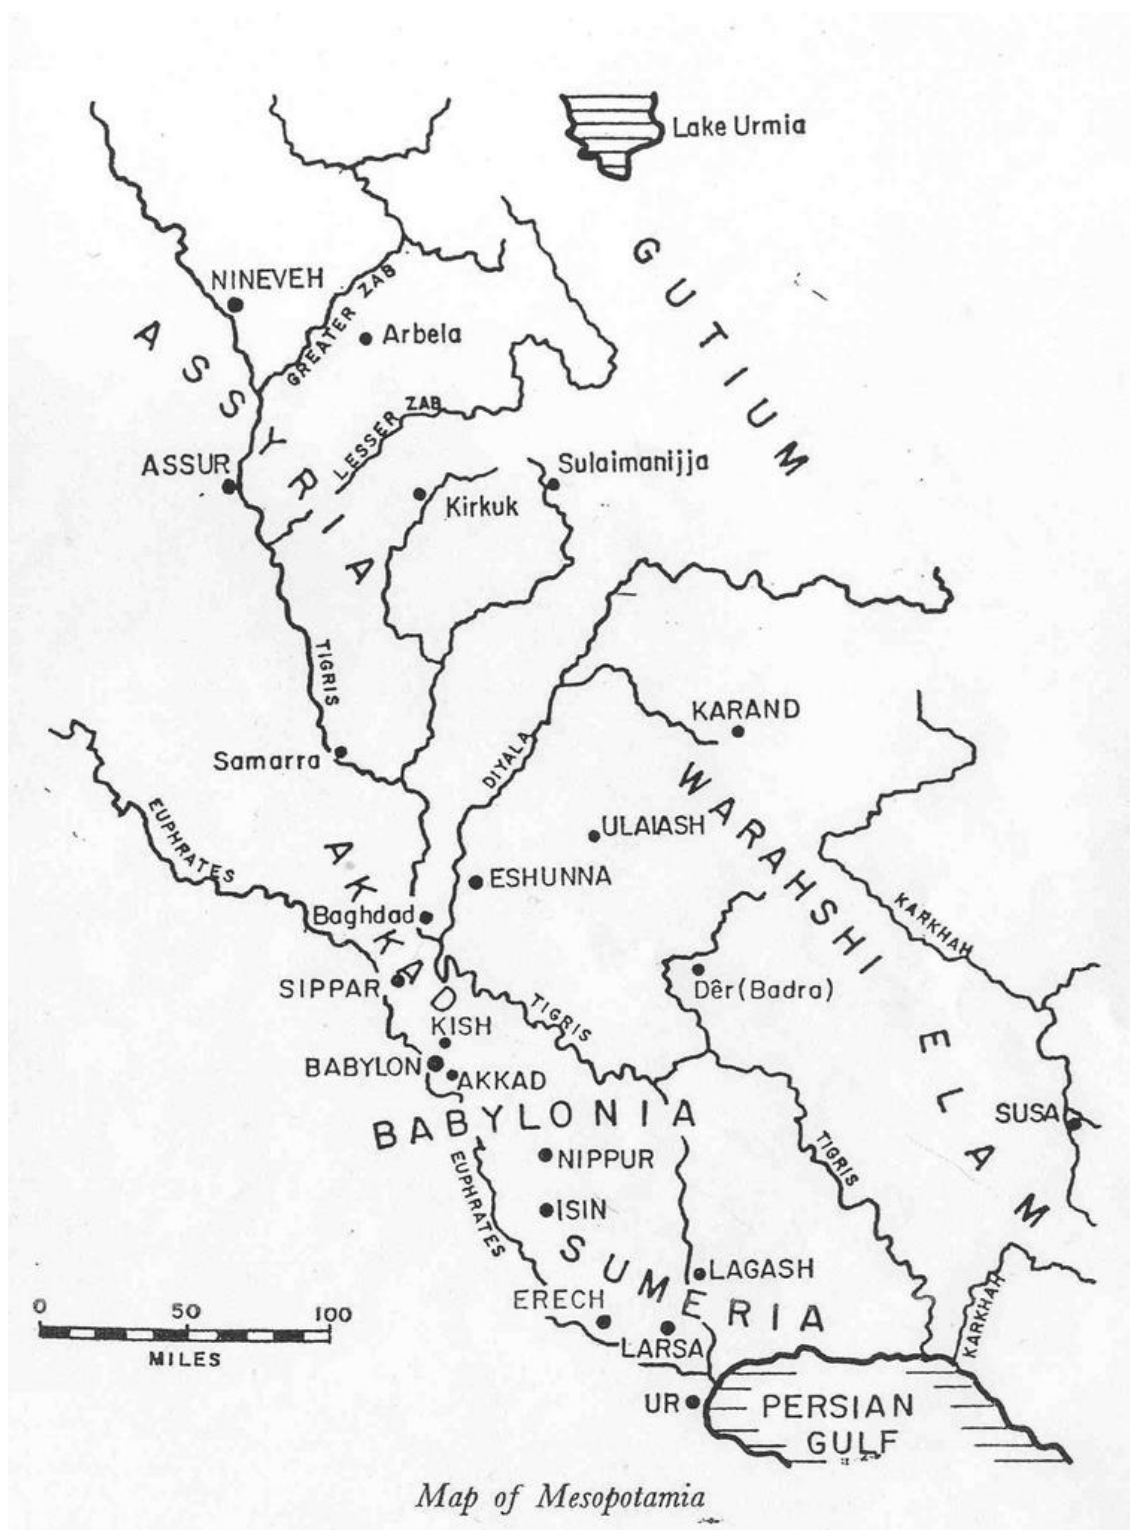 Lake Urmia
GUTIUM
NINEVEH
GREATER ZAB
Arbela
ASSYRIA
LESSER ZAB
ASSUR
Sulaimanijja
Kirkuk
TIGRIS
KARAND
Samarra
DIYALA
WARAHSHI
EUPHRATES
ULAIASH
AKKAD
ESHUNNA
KARKHAH
Baghdad
SIPPAR
Dêr (Badra)
TIGRIS
KISH
ELAM
BABYLON
AKKAD
BABYLONIA
SUSA
TIGRIS
NIPPUR
EUPHRATES
ISIN
SUMERIA
LAGASH
ERECH
KARKHAH
0 50 100
MILES
LARSA
UR
PERSIAN
GULF
Map of Mesopotamia